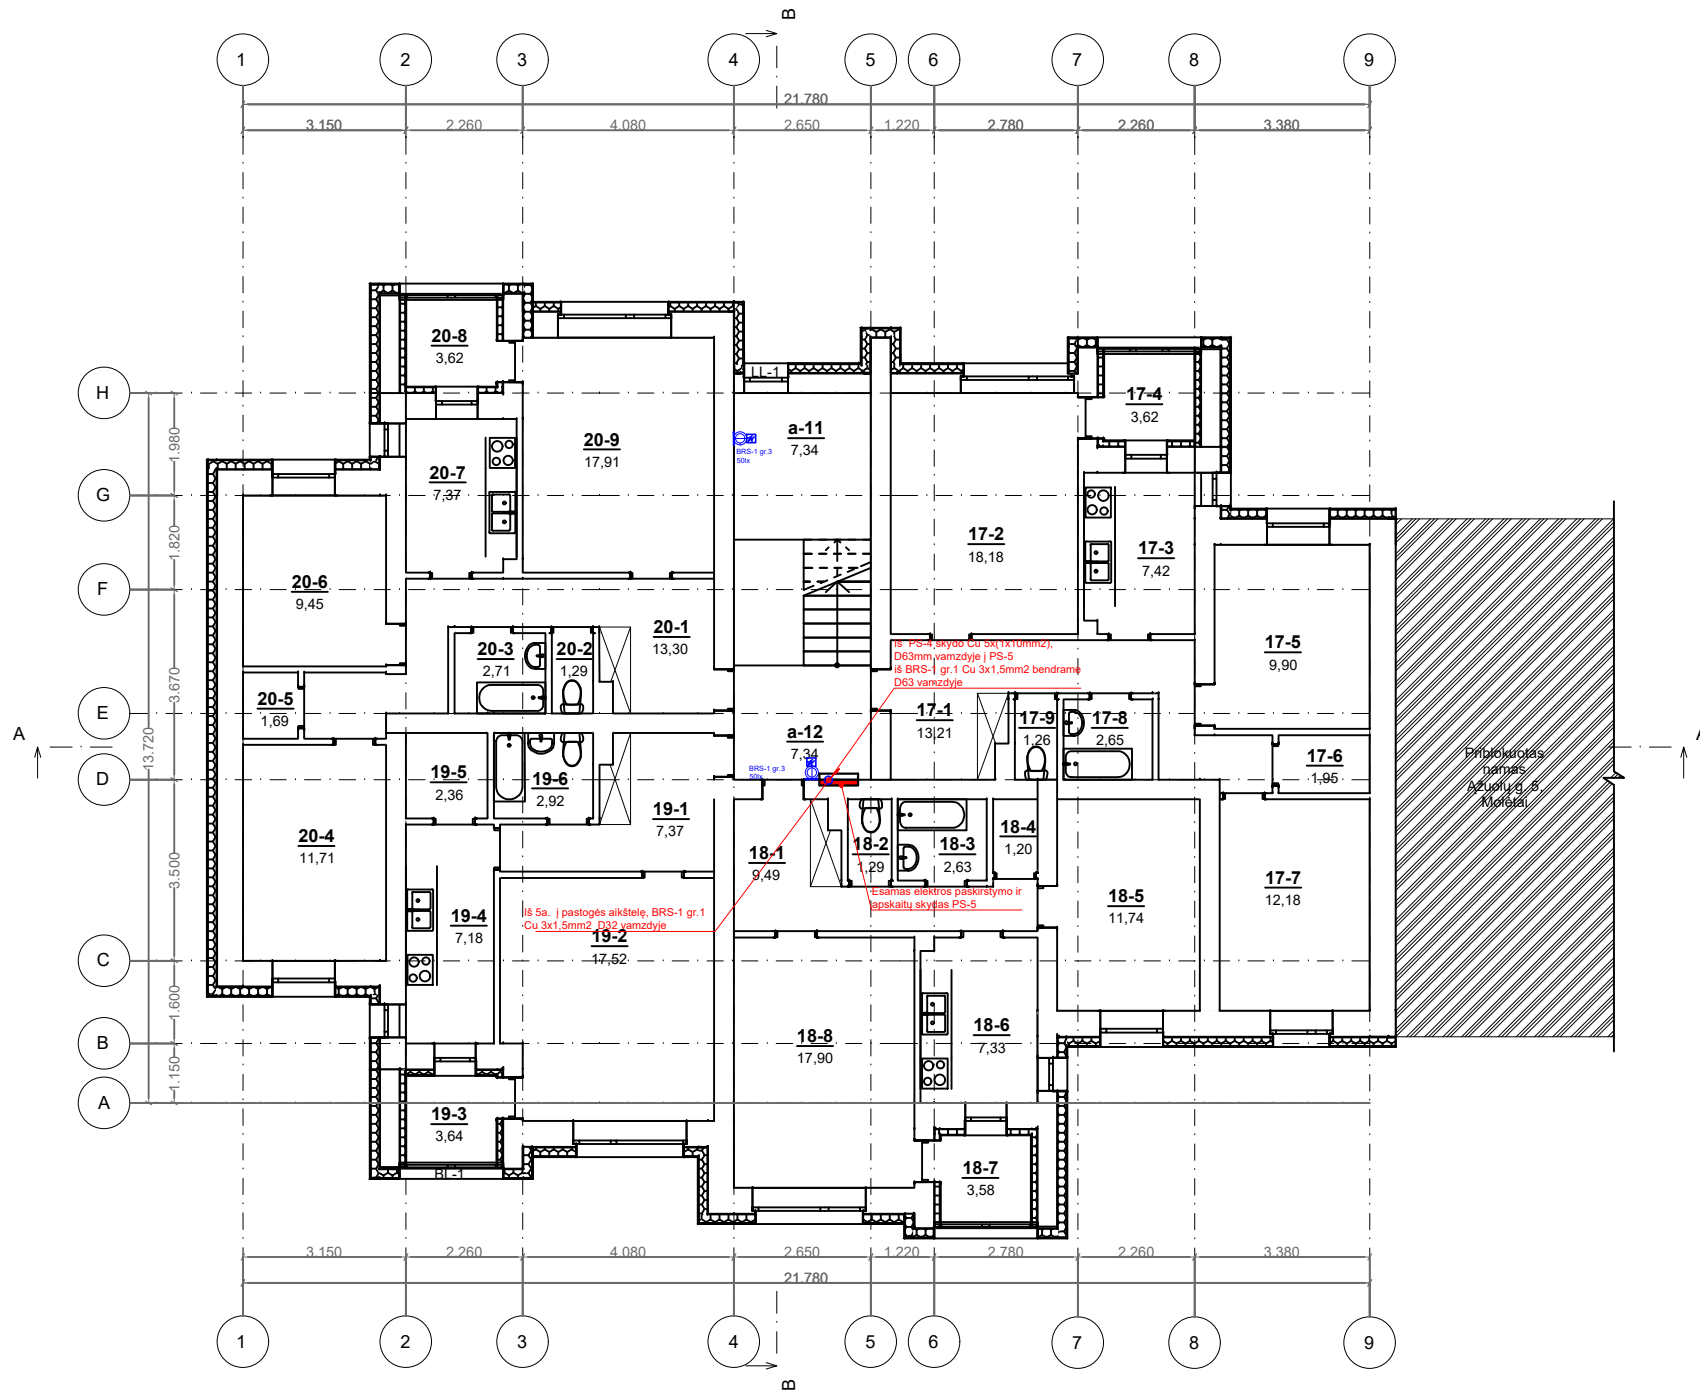 B
1 2 3 4 5 6 7 8 9
21.780
3.150 2.260 4.080 2.650 1.220 2.780 2.260 3.380
20-8
3,62
LL-1
H
17-4
3,62
1.980
a-11
7,34
20-9
17,91
BRS-1 gr.3
50lx
20-7
7,37
G
1.820
17-2
18,18
17-3
7,42
20-6
9,45
F
20-1
13,30
Iš PS-4 skydo Cu 5x(1x10mm2),
D63mm vamzdyje į PS-5
iš BRS-1 gr.1 Cu 3x1,5mm2 bendrame
D63 vamzdyje
17-5
9,90
20-3
2,71
20-2
1,29
3.670
20-5
1,69
E
17-1
13,21
17-9
1,26
17-8
2,65
A
A
13.720
a-12
7,34
BRS-1 gr.3
50lx
17-6
1,95
Priblokuotas
namas
Ąžuolų g. 5,
Molėtai
D
19-5
2,36
19-6
2,92
19-1
7,37
20-4
11,71
18-1
9,49
18-2
1,29
18-3
2,63
18-4
1,20
3.500
Esamas elektros paskirstymo ir
apskaitų skydas PS-5
18-5
11,74
17-7
12,18
Iš 5a. į pastogės aikštelę, BRS-1 gr.1
Cu 3x1,5mm2 D32 vamzdyje
19-4
7,18
19-2
17,52
C
1.600
18-8
17,90
18-6
7,33
B
1.150
A
19-3
3,64
BL-1
18-7
3,58
3.150 2.260 4.080 2.650 1.220 2.780 2.260 3.380
21.780
1 2 3 4 5 6 7 8 9
B